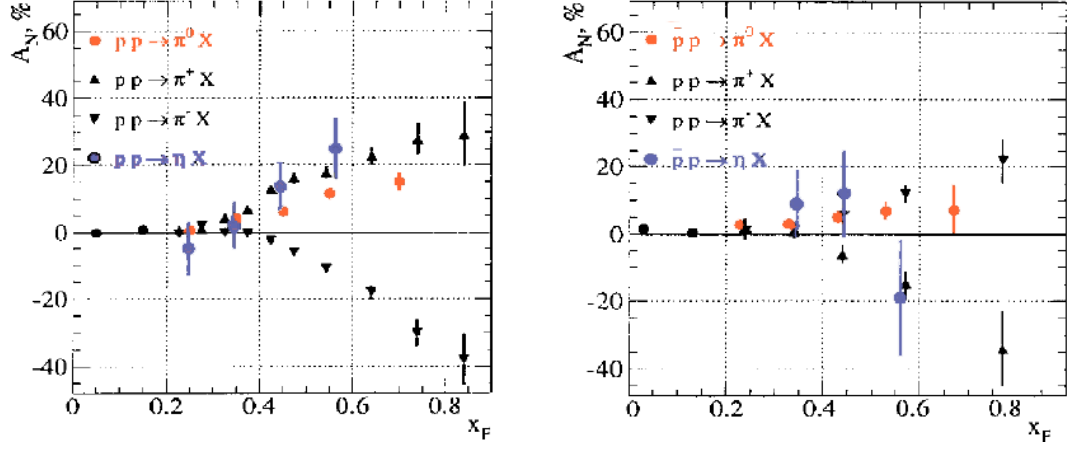 A_N, %
60
40
20
0
-20
-40
p p → π⁰ X
p p → π⁺ X
p p → π⁻ X
p p → η X
0 0.2 0.4 0.6 0.8
x_F
A_N, %
60
40
20
0
-20
-40
p̄ p → π⁰ X
p p → π⁺ X
p p → π⁻ X
p̄ p → η X
0 0.2 0.4 0.6 0.8
x_F